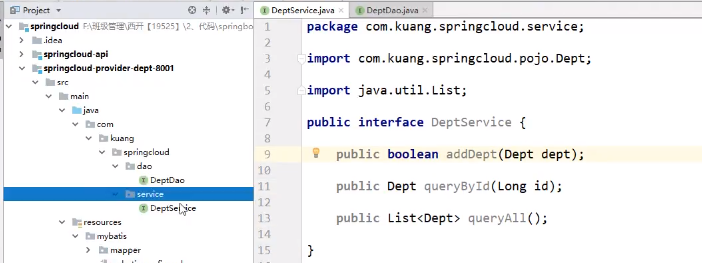 Project
springcloud F:\班级管理\西开【19525】\2、代码\springbo
.idea
springcloud-api
springcloud-provider-dept-8001
src
main
java
com
kuang
springcloud
dao
DeptDao
service
DeptService
resources
mybatis
mapper
DeptService.java DeptDao.java
1 package com.kuang.springcloud.service;
2
3 import com.kuang.springcloud.pojo.Dept;
4
5 import java.util.List;
6
7 public interface DeptService {
8
9 public boolean addDept(Dept dept);
10
11 public Dept queryById(Long id);
12
13 public List<Dept> queryAll();
14
15 }